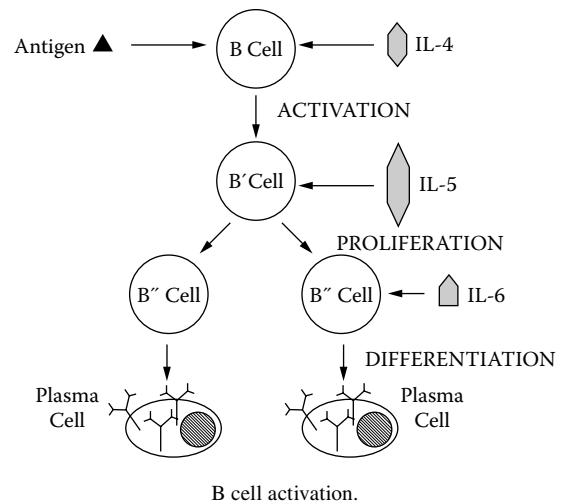 Antigen
B Cell
IL-4
ACTIVATION
B′ Cell
IL-5
PROLIFERATION
B″ Cell
B″ Cell
IL-6
DIFFERENTIATION
Plasma
Cell
Plasma
Cell
B cell activation.